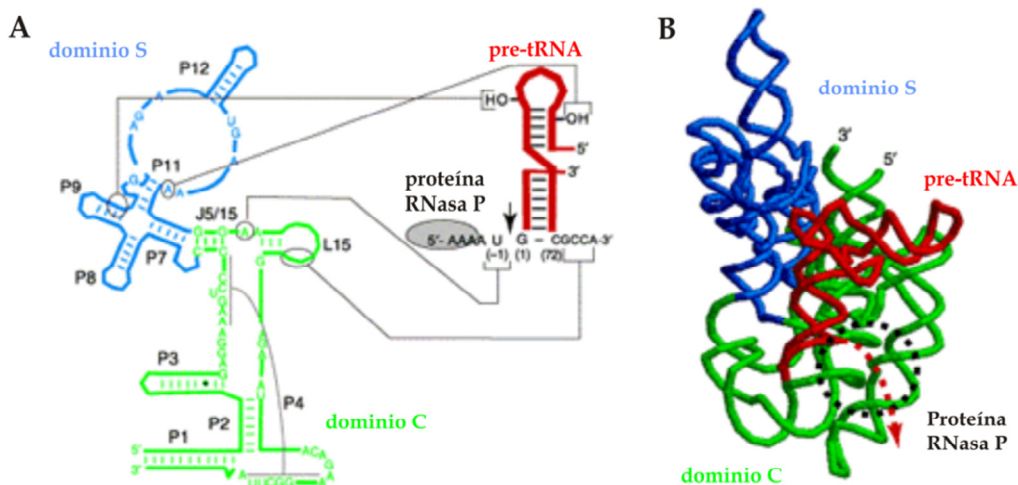 A
dominio S
P12
P11
P9
P8
P7
J5/15
L15
P3
P4
P2
P1
5'
3'
dominio C
pre-tRNA
HO
OH
5'
3'
proteína
RNasa P
5'- AAAA U G – CGCCA-3'
(–1) (1) (72)
B
dominio S
3'
5'
pre-tRNA
Proteína
RNasa P
dominio C